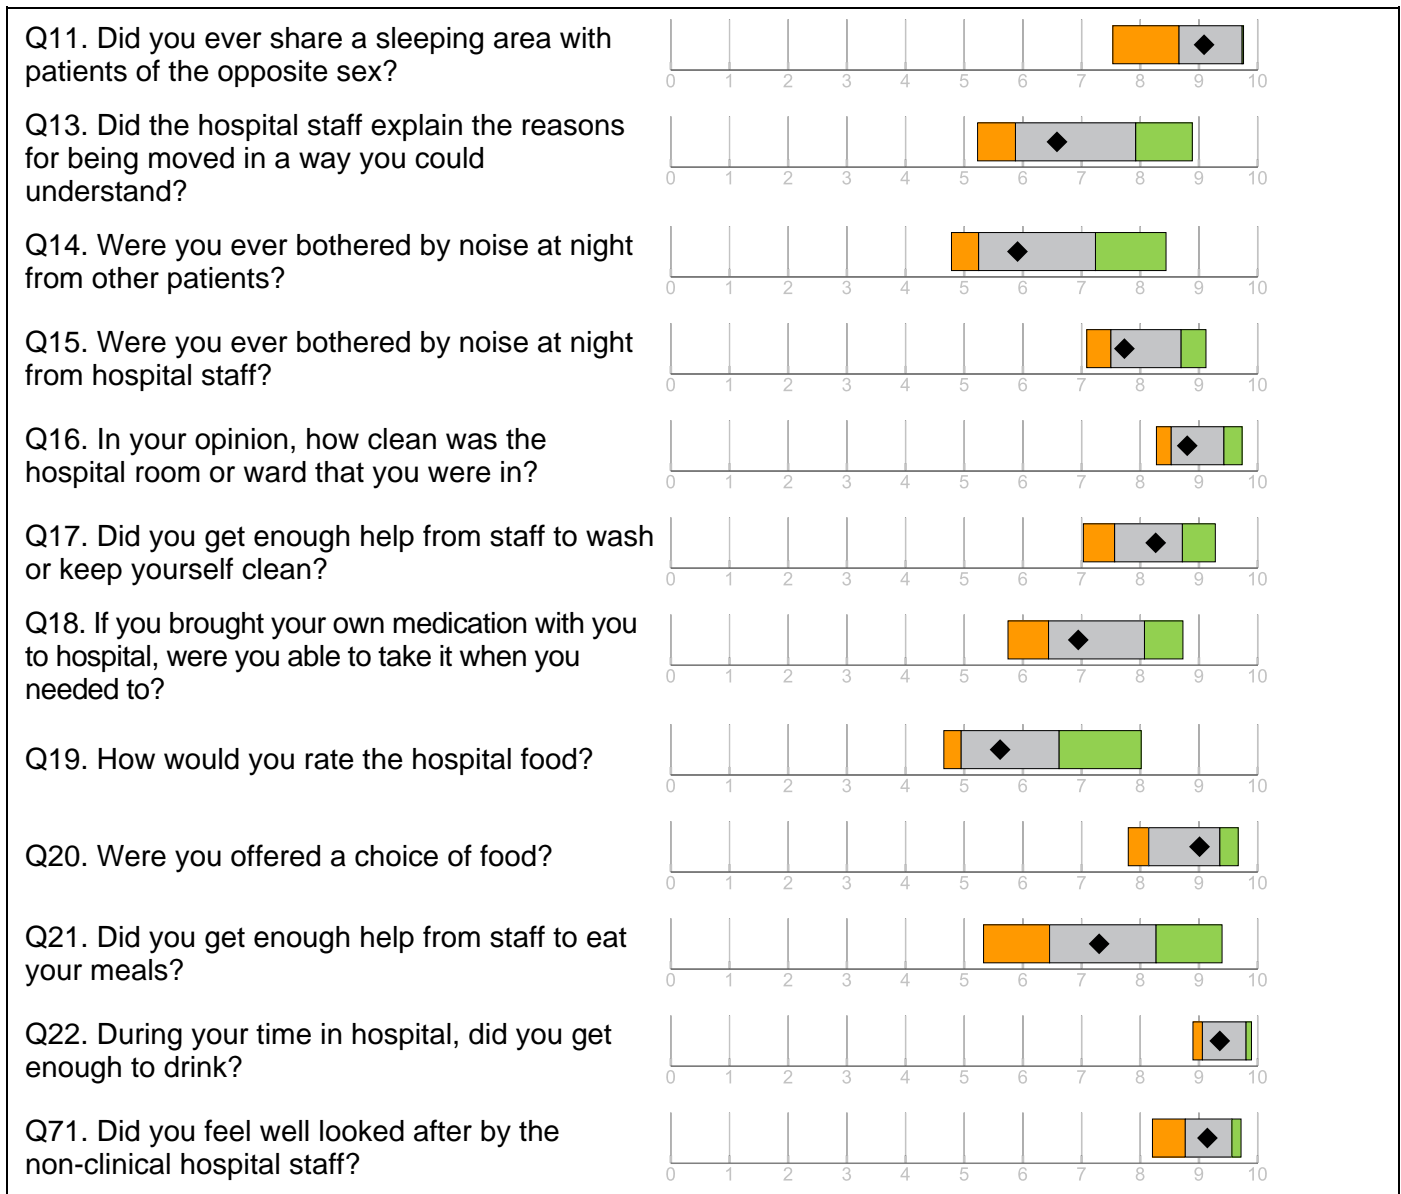 Q11. Did you ever share a sleeping area with
patients of the opposite sex?
0 1 2 3 4 5 6 7 8 9 10
Q13. Did the hospital staff explain the reasons
for being moved in a way you could
understand?
0 1 2 3 4 5 6 7 8 9 10
Q14. Were you ever bothered by noise at night
from other patients?
0 1 2 3 4 5 6 7 8 9 10
Q15. Were you ever bothered by noise at night
from hospital staff?
0 1 2 3 4 5 6 7 8 9 10
Q16. In your opinion, how clean was the
hospital room or ward that you were in?
0 1 2 3 4 5 6 7 8 9 10
Q17. Did you get enough help from staff to wash
or keep yourself clean?
0 1 2 3 4 5 6 7 8 9 10
Q18. If you brought your own medication with you
to hospital, were you able to take it when you
needed to?
0 1 2 3 4 5 6 7 8 9 10
Q19. How would you rate the hospital food?
0 1 2 3 4 5 6 7 8 9 10
Q20. Were you offered a choice of food?
0 1 2 3 4 5 6 7 8 9 10
Q21. Did you get enough help from staff to eat
your meals?
0 1 2 3 4 5 6 7 8 9 10
Q22. During your time in hospital, did you get
enough to drink?
0 1 2 3 4 5 6 7 8 9 10
Q71. Did you feel well looked after by the
non-clinical hospital staff?
0 1 2 3 4 5 6 7 8 9 10